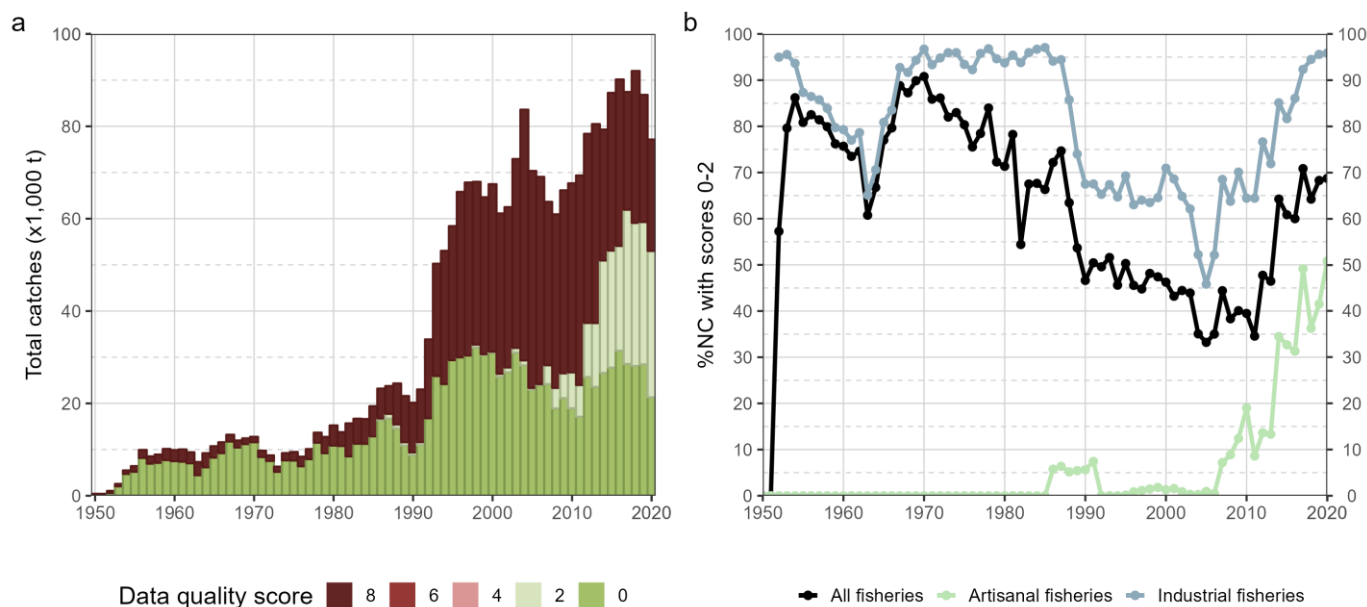 a
Total catches (x1,000 t)
100
80
60
40
20
0
1950 1960 1970 1980 1990 2000 2010 2020
Data quality score 8 6 4 2 0
b
%NC with scores 0-2
100 100
90 90
80 80
70 70
60 60
50 50
40 40
30 30
20 20
10 10
0 0
1950 1960 1970 1980 1990 2000 2010 2020
All fisheries Artisanal fisheries Industrial fisheries